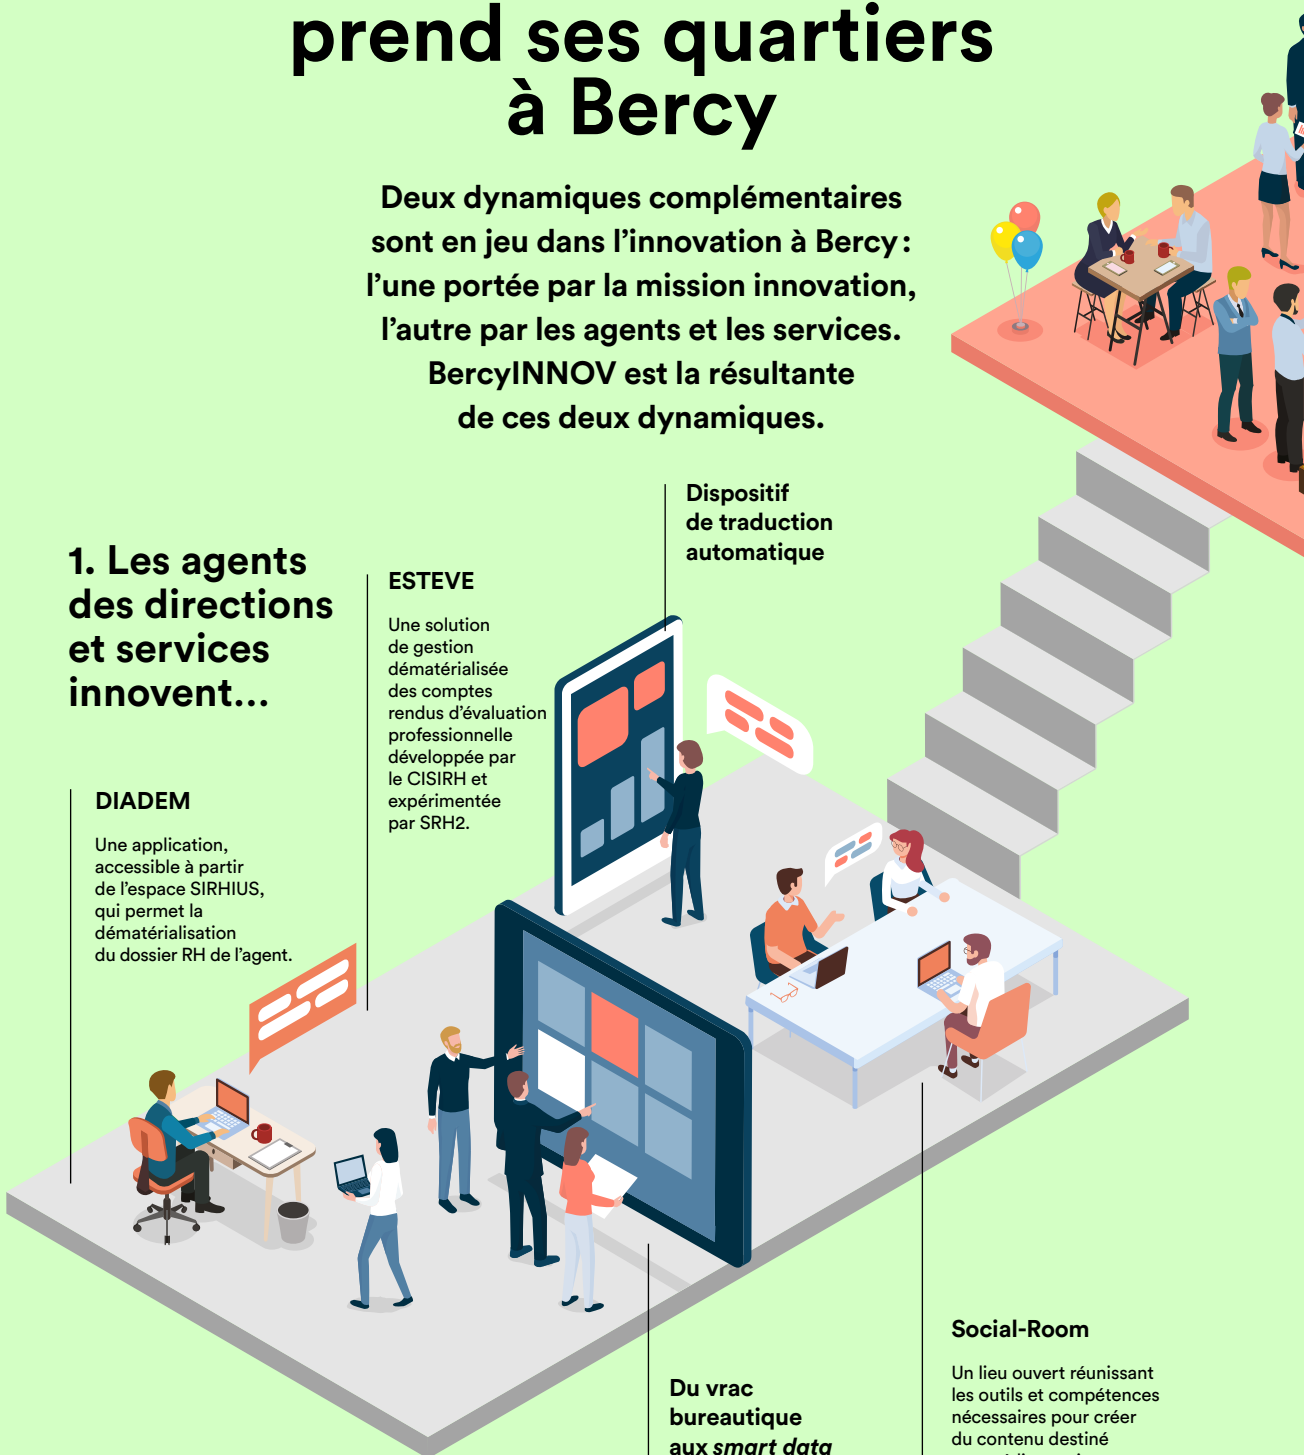 prend ses quartiers
à Bercy
Deux dynamiques complémentaires
sont en jeu dans l’innovation à Bercy :
l’une portée par la mission innovation,
l’autre par les agents et les services.
BercyINNOV est la résultante
de ces deux dynamiques.
Dispositif
de traduction
automatique
1. Les agents
des directions
et services
innovent…
ESTEVE
Une solution
de gestion
dématérialisée
des comptes
rendus d’évaluation
professionnelle
développée par
le CISIRH et
expérimentée
par SRH2.
DIADEM
Une application,
accessible à partir
de l’espace SIRHIUS,
qui permet la
dématérialisation
du dossier RH de l’agent.
Du vrac
bureautique
aux smart data
Social-Room
Un lieu ouvert réunissant
les outils et compétences
nécessaires pour créer
du contenu destiné